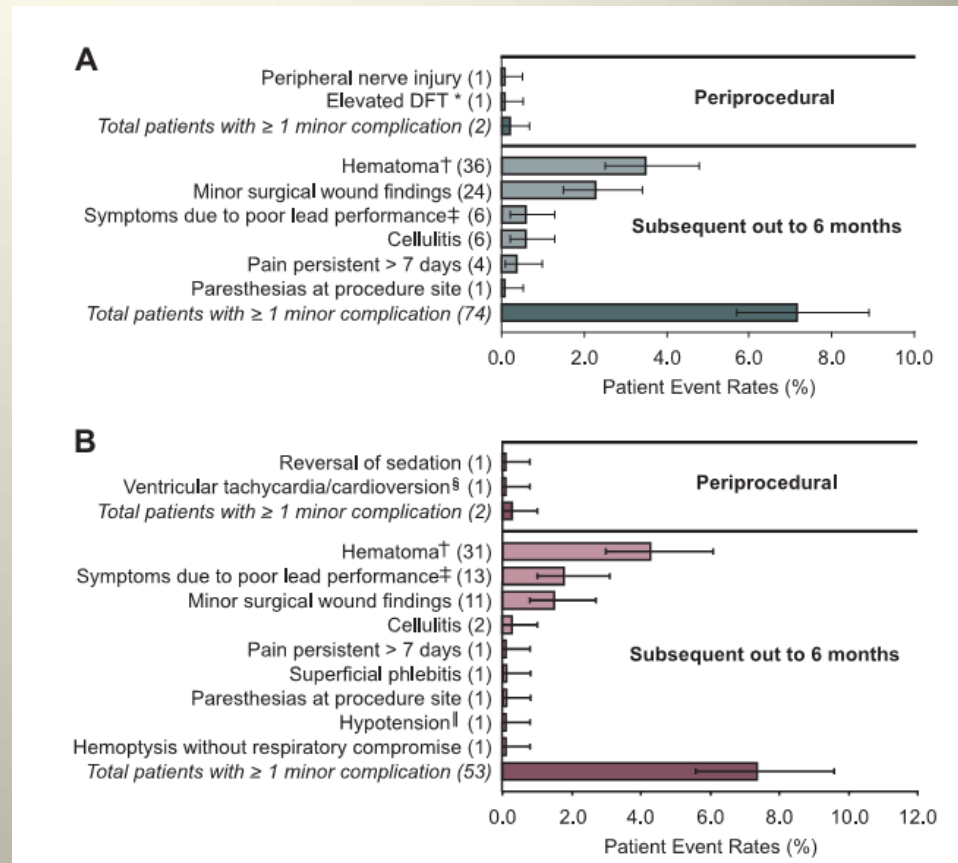 A
Peripheral nerve injury (1)
Elevated DFT * (1)
Total patients with ≥ 1 minor complication (2)
Periprocedural
Hematoma† (36)
Minor surgical wound findings (24)
Symptoms due to poor lead performance‡ (6)
Cellulitis (6)
Pain persistent > 7 days (4)
Paresthesias at procedure site (1)
Total patients with ≥ 1 minor complication (74)
Subsequent out to 6 months
0.0 2.0 4.0 6.0 8.0 10.0
Patient Event Rates (%)
B
Reversal of sedation (1)
Ventricular tachycardia/cardioversion§ (1)
Total patients with ≥ 1 minor complication (2)
Periprocedural
Hematoma† (31)
Symptoms due to poor lead performance‡ (13)
Minor surgical wound findings (11)
Cellulitis (2)
Pain persistent > 7 days (1)
Superficial phlebitis (1)
Paresthesias at procedure site (1)
Hypotension‖ (1)
Hemoptysis without respiratory compromise (1)
Total patients with ≥ 1 minor complication (53)
Subsequent out to 6 months
0.0 2.0 4.0 6.0 8.0 10.0 12.0
Patient Event Rates (%)